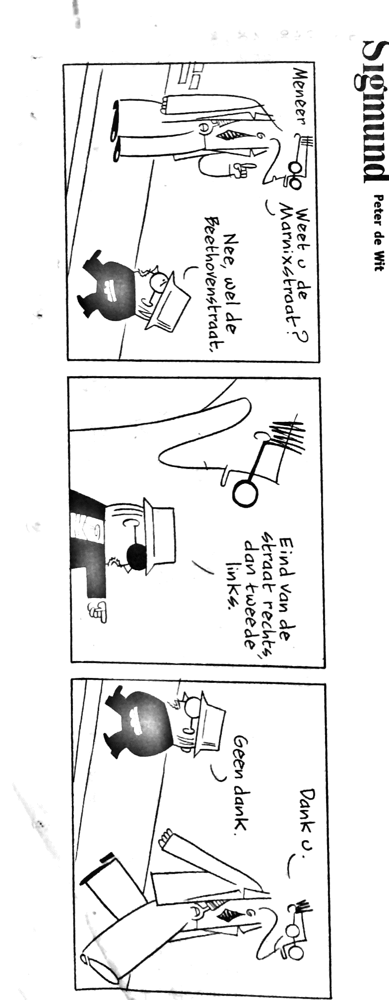 Sigmund
Peter de Wit
Meneer
Weet u de
Marnixstraat?
Nee, wel de
Beethovenstraat.
Eind van de
straat rechts,
dan tweede
links.
Dank u.
Geen dank.